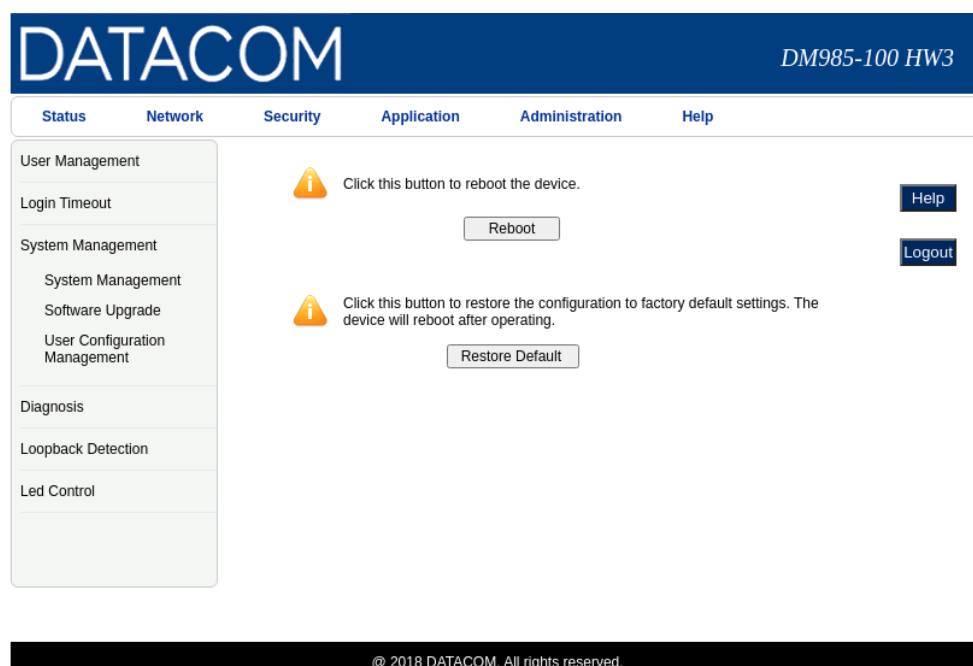 DATACOM
DM985-100 HW3
Status Network Security Application Administration Help
User Management
Login Timeout
System Management
System Management
Software Upgrade
User Configuration
Management
Diagnosis
Loopback Detection
Led Control
Click this button to reboot the device.
Reboot
Click this button to restore the configuration to factory default settings. The
device will reboot after operating.
Restore Default
Help
Logout
@ 2018 DATACOM. All rights reserved.